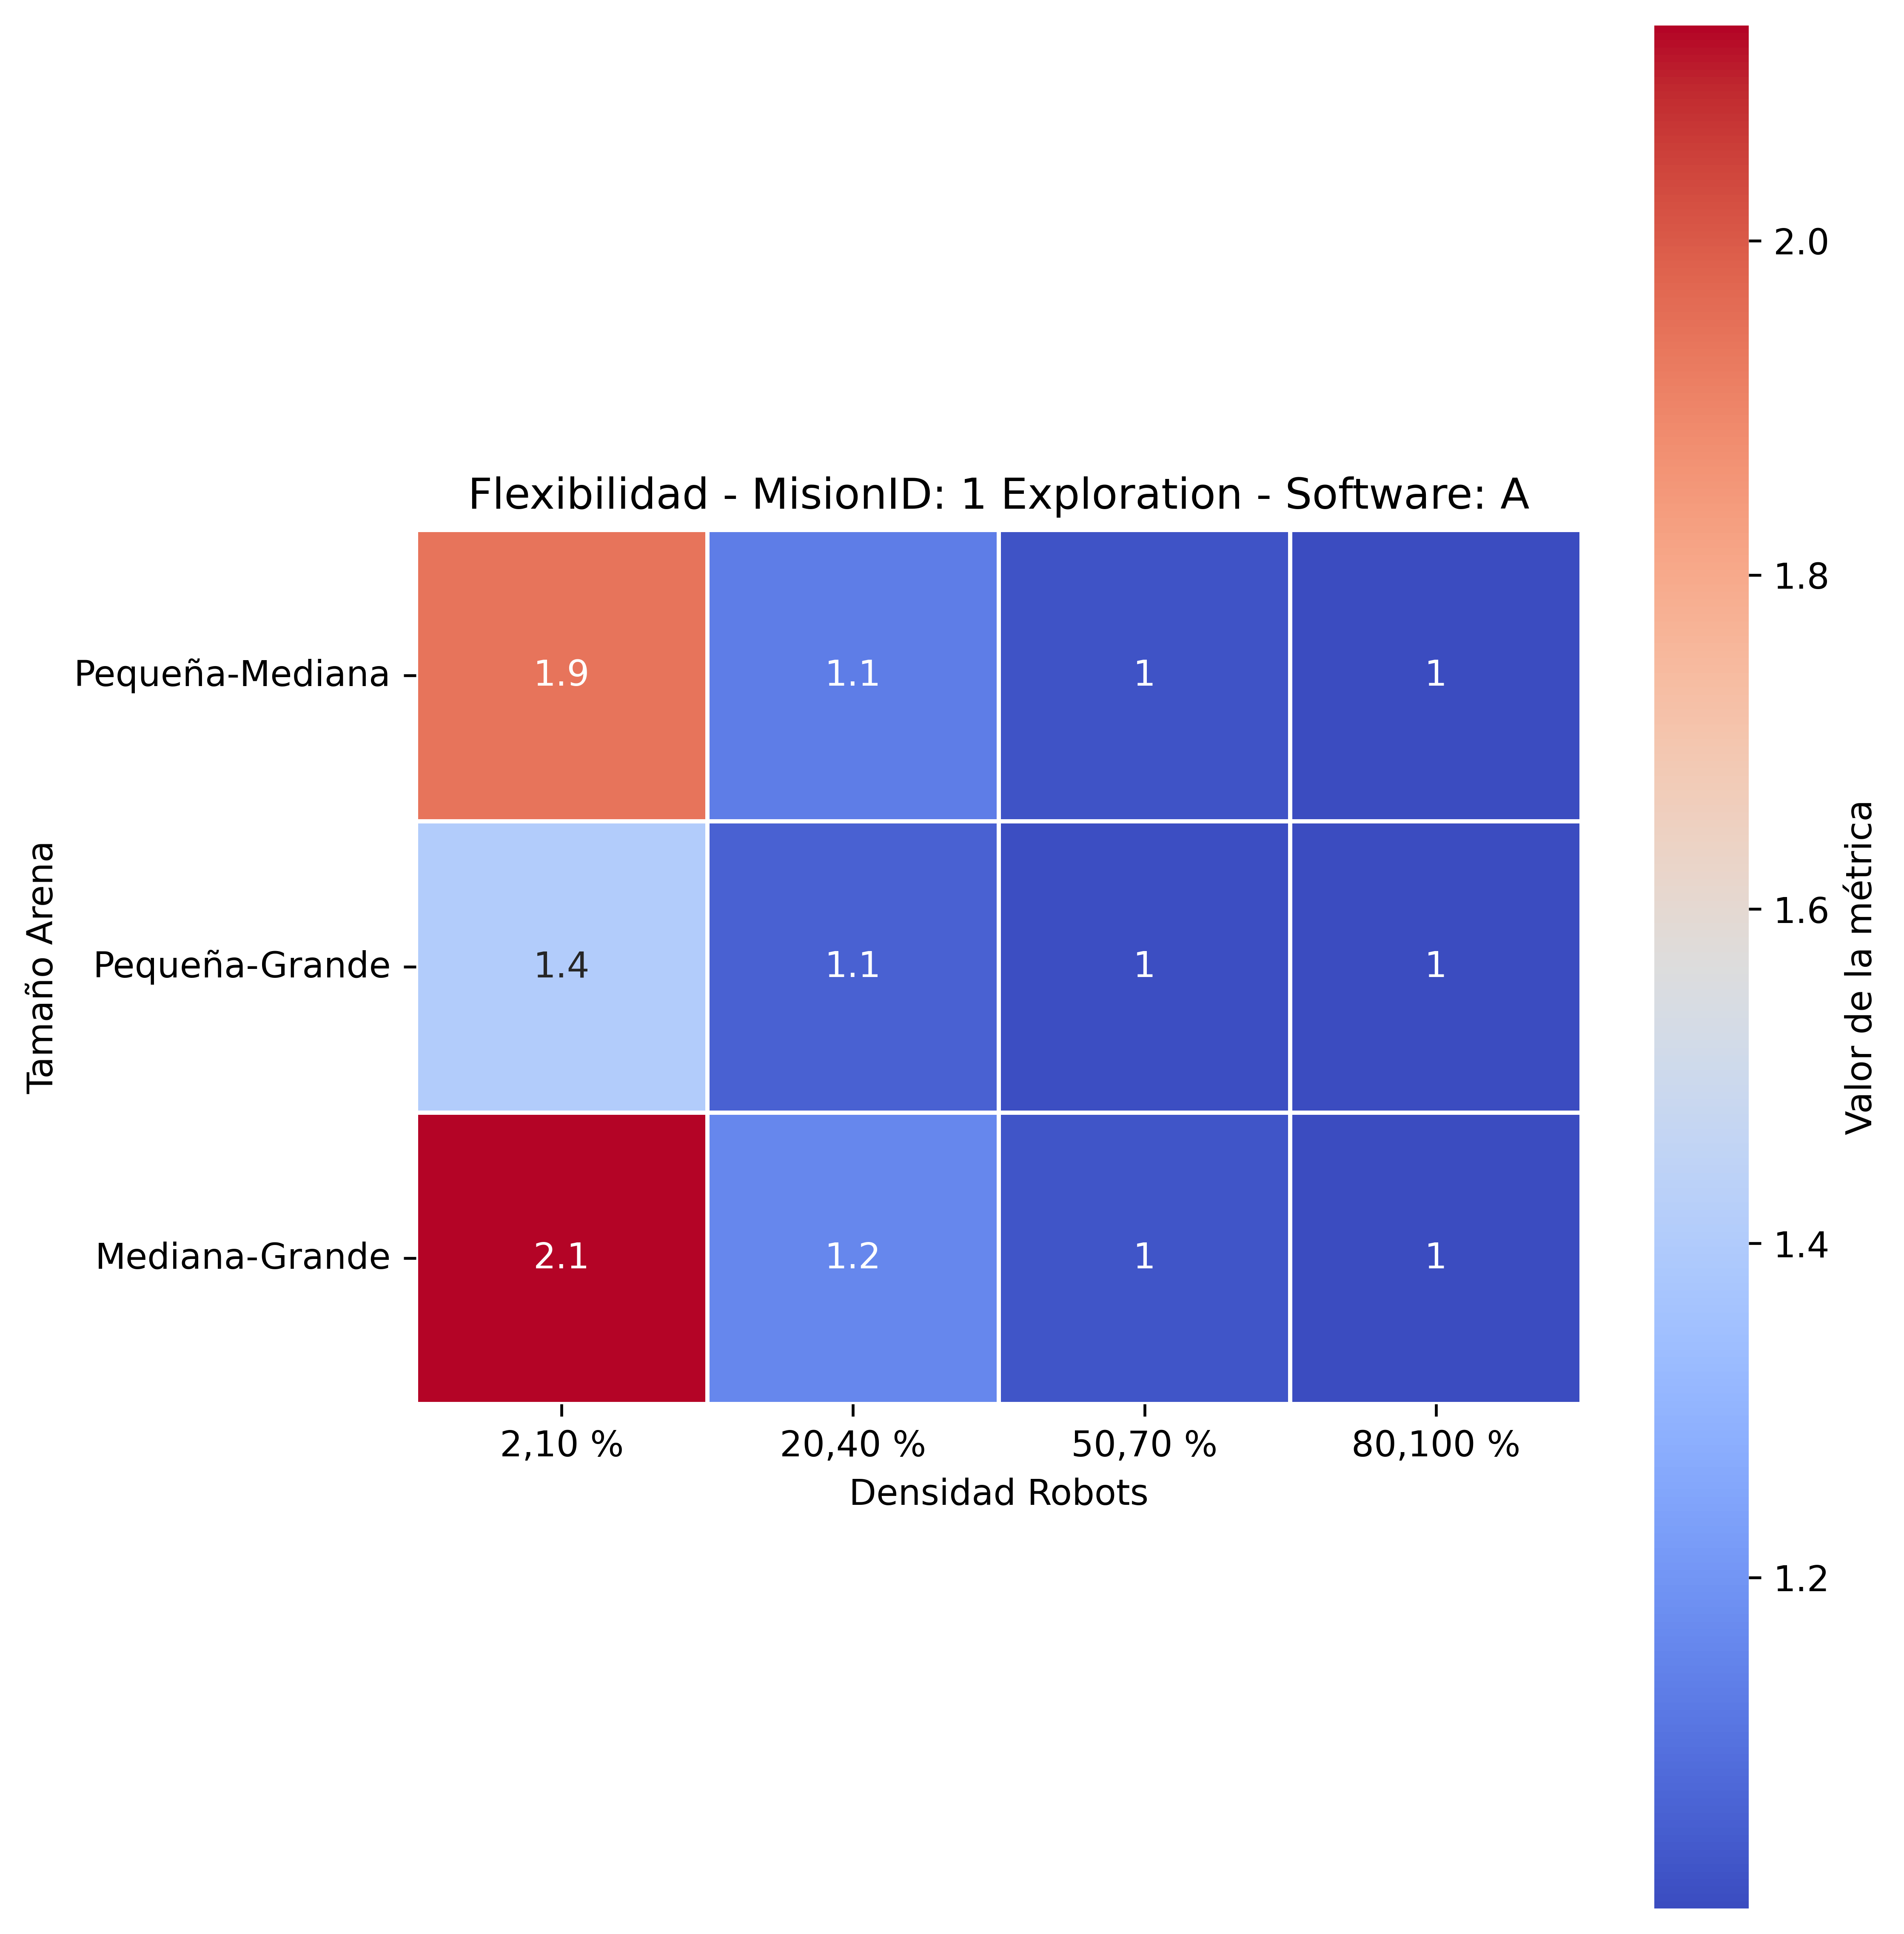 Flexibilidad - MisionID: 1 Exploration - Software: A
Tamaño Arena
Pequeña-Mediana
1.9 1.1 1 1
Pequeña-Grande
1.4 1.1 1 1
Mediana-Grande
2.1 1.2 1 1
2,10 % 20,40 % 50,70 % 80,100 %
Densidad Robots
2.0
1.8
1.6
1.4
1.2
Valor de la métrica